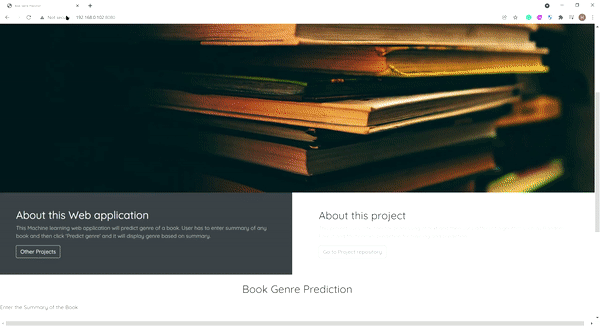 Not secure
192.168.0.102
About this Web application
This Machine learning web application will predict genre of a book. User has to enter summary of any
book and then click 'Predict genre' and it will display genre based on summary.
Other Projects
About this project
Go to Project repository
Book Genre Prediction
Enter the Summary of the Book